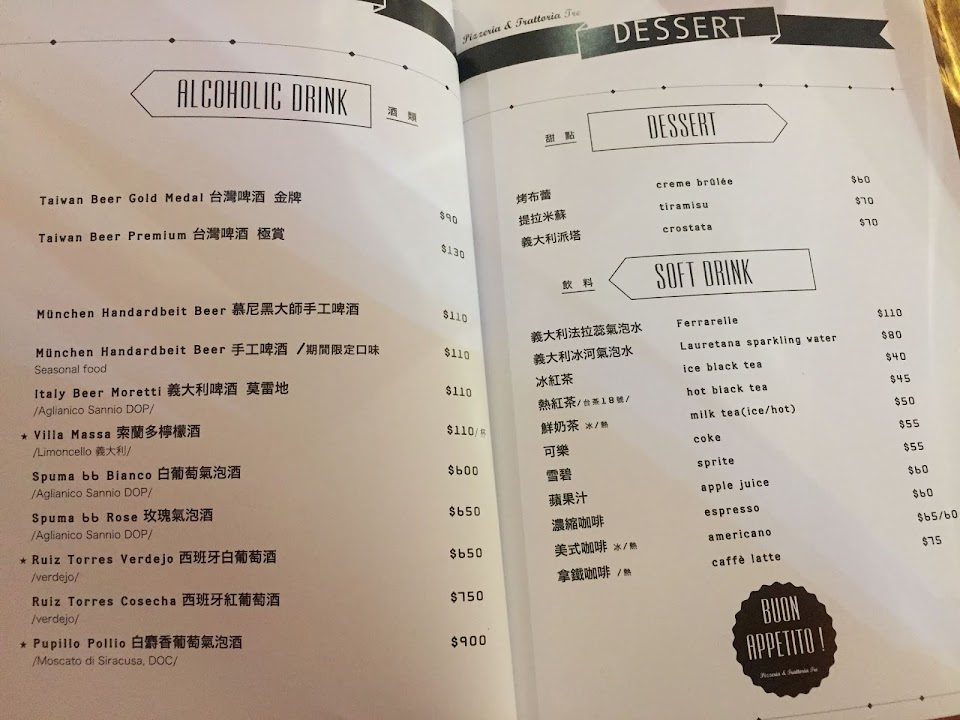 ALCOHOLIC DRINK 酒類
Taiwan Beer Gold Medal 台灣啤酒 金牌 $90
Taiwan Beer Premium 台灣啤酒 極賞 $130
München Handardbeit Beer 慕尼黑大師手工啤酒 $110
München Handardbeit Beer 手工啤酒 /期間限定口味 $110
Seasonal food
Italy Beer Moretti 義大利啤酒 莫雷地 $110
/Aglianico Sannio DOP/
★ Villa Massa 索蘭多檸檬酒 $110/杯
/Limoncello 義大利/
Spuma 66 Bianco 白葡萄氣泡酒 $600
/Aglianico Sannio DOP/
Spuma 66 Rose 玫瑰氣泡酒 $650
/Aglianico Sannio DOP/
★ Ruiz Torres Verdejo 西班牙白葡萄酒 $650
/verdejo/
Ruiz Torres Cosecha 西班牙紅葡萄酒 $750
/verdejo/
★ Pupillo Pollio 白麝香葡萄氣泡酒 $900
/Moscato di Siracusa, DOC/
Pizzeria & Trattoria Tre
DESSERT
甜點 DESSERT
烤布蕾 creme brûlée $60
提拉米蘇 tiramisu $70
義大利派塔 crostata $70
飲料 SOFT DRINK
義大利法拉蕊氣泡水 Ferrarelle $110
義大利冰河氣泡水 Lauretana sparkling water $80
冰紅茶 ice black tea $40
熱紅茶/台茶18號/ hot black tea $45
鮮奶茶 冰/熱 milk tea(ice/hot) $50
可樂 coke $55
雪碧 sprite $55
蘋果汁 apple juice $60
濃縮咖啡 espresso $60
美式咖啡 冰/熱 americano $65/60
拿鐵咖啡 /熱 caffè latte $75
BUON
APPETITO !
Pizzeria & Trattoria Tre